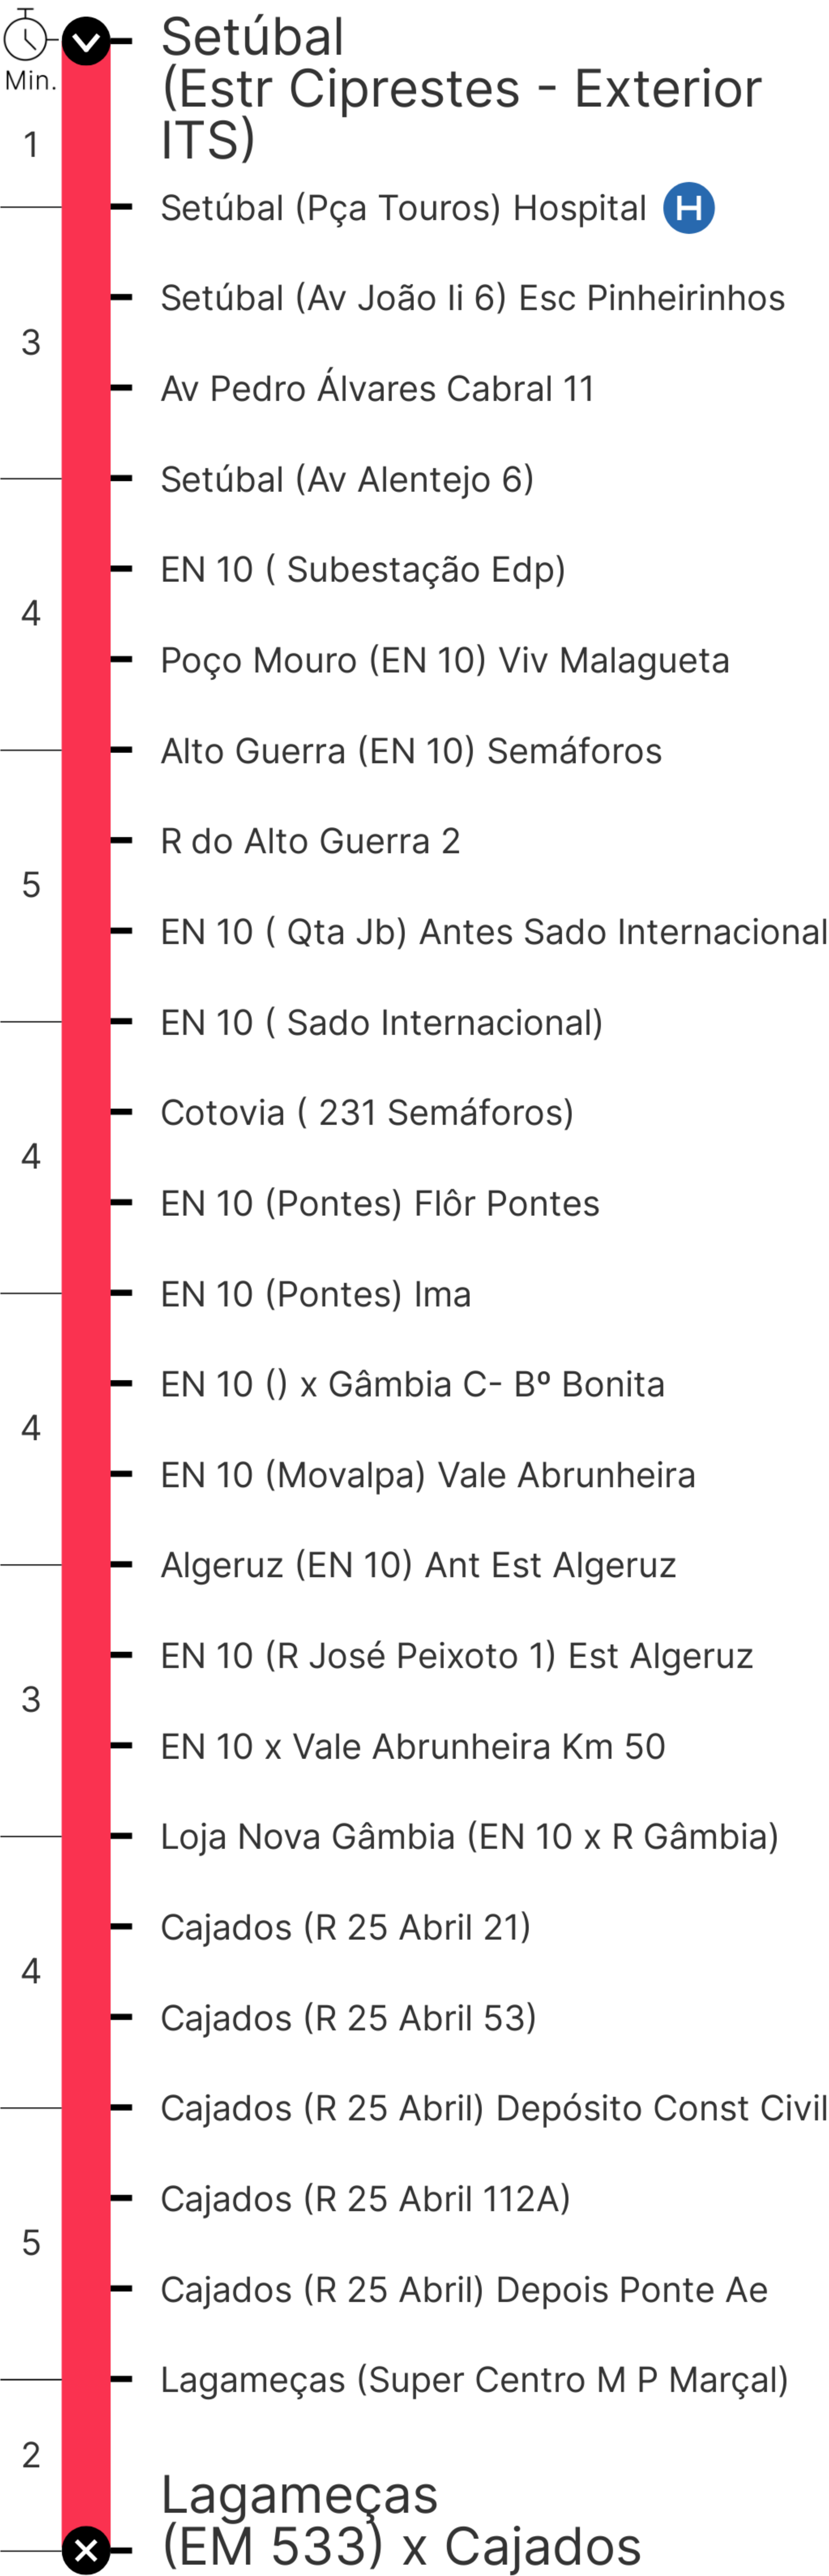 Setúbal
(Estr Ciprestes - Exterior
ITS)
Min.
1
Setúbal (Pça Touros) Hospital H
Setúbal (Av João Ii 6) Esc Pinheirinhos
3
Av Pedro Álvares Cabral 11
Setúbal (Av Alentejo 6)
EN 10 ( Subestação Edp)
4
Poço Mouro (EN 10) Viv Malagueta
Alto Guerra (EN 10) Semáforos
R do Alto Guerra 2
5
EN 10 ( Qta Jb) Antes Sado Internacional
EN 10 ( Sado Internacional)
Cotovia ( 231 Semáforos)
4
EN 10 (Pontes) Flôr Pontes
EN 10 (Pontes) Ima
EN 10 () x Gâmbia C- Bº Bonita
4
EN 10 (Movalpa) Vale Abrunheira
Algeruz (EN 10) Ant Est Algeruz
EN 10 (R José Peixoto 1) Est Algeruz
3
EN 10 x Vale Abrunheira Km 50
Loja Nova Gâmbia (EN 10 x R Gâmbia)
Cajados (R 25 Abril 21)
4
Cajados (R 25 Abril 53)
Cajados (R 25 Abril) Depósito Const Civil
Cajados (R 25 Abril 112A)
5
Cajados (R 25 Abril) Depois Ponte Ae
Lagameças (Super Centro M P Marçal)
2
Lagameças
(EM 533) x Cajados